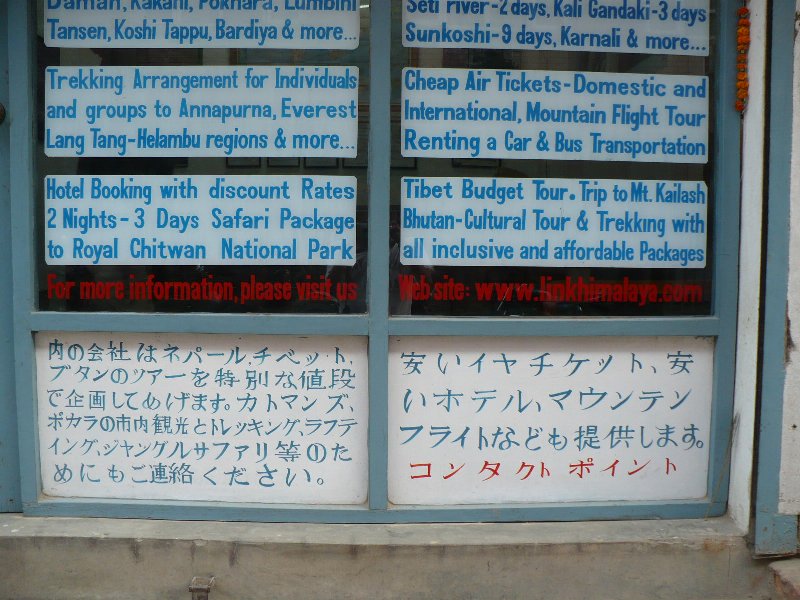 Daman, Kakani, Pokhara, Lumbini
Tansen, Koshi Tappu, Bardiya & more...
Trekking Arrangement for Individuals
and groups to Annapurna, Everest
Lang Tang-Helambu regions & more...
Hotel Booking with discount Rates
2 Nights - 3 Days Safari Package
to Royal Chitwan National Park
For more information, please visit us
内の会社はネパール,チベット,
ブタンのツアーを特別な値段
で企画してあげます。カトマンズ,
ポカラの市内観光とトレッキング,ラフテ
イング,ジャングルサファリ等のた
めにもご連絡ください。
Seti river-2 days, Kali Gandaki-3 days
Sunkoshi-9 days, Karnali & more...
Cheap Air Tickets-Domestic and
International, Mountain Flight Tour
Renting a Car & Bus Transportation
Tibet Budget Tour. Trip to Mt. Kailash
Bhutan-Cultural Tour & Trekking with
all inclusive and affordable Packages
Web site: www.linkhimalaya.com
安いイヤチケット、安
いホテル、マウンテン
フライトなども提供します。
コンタクトポイント